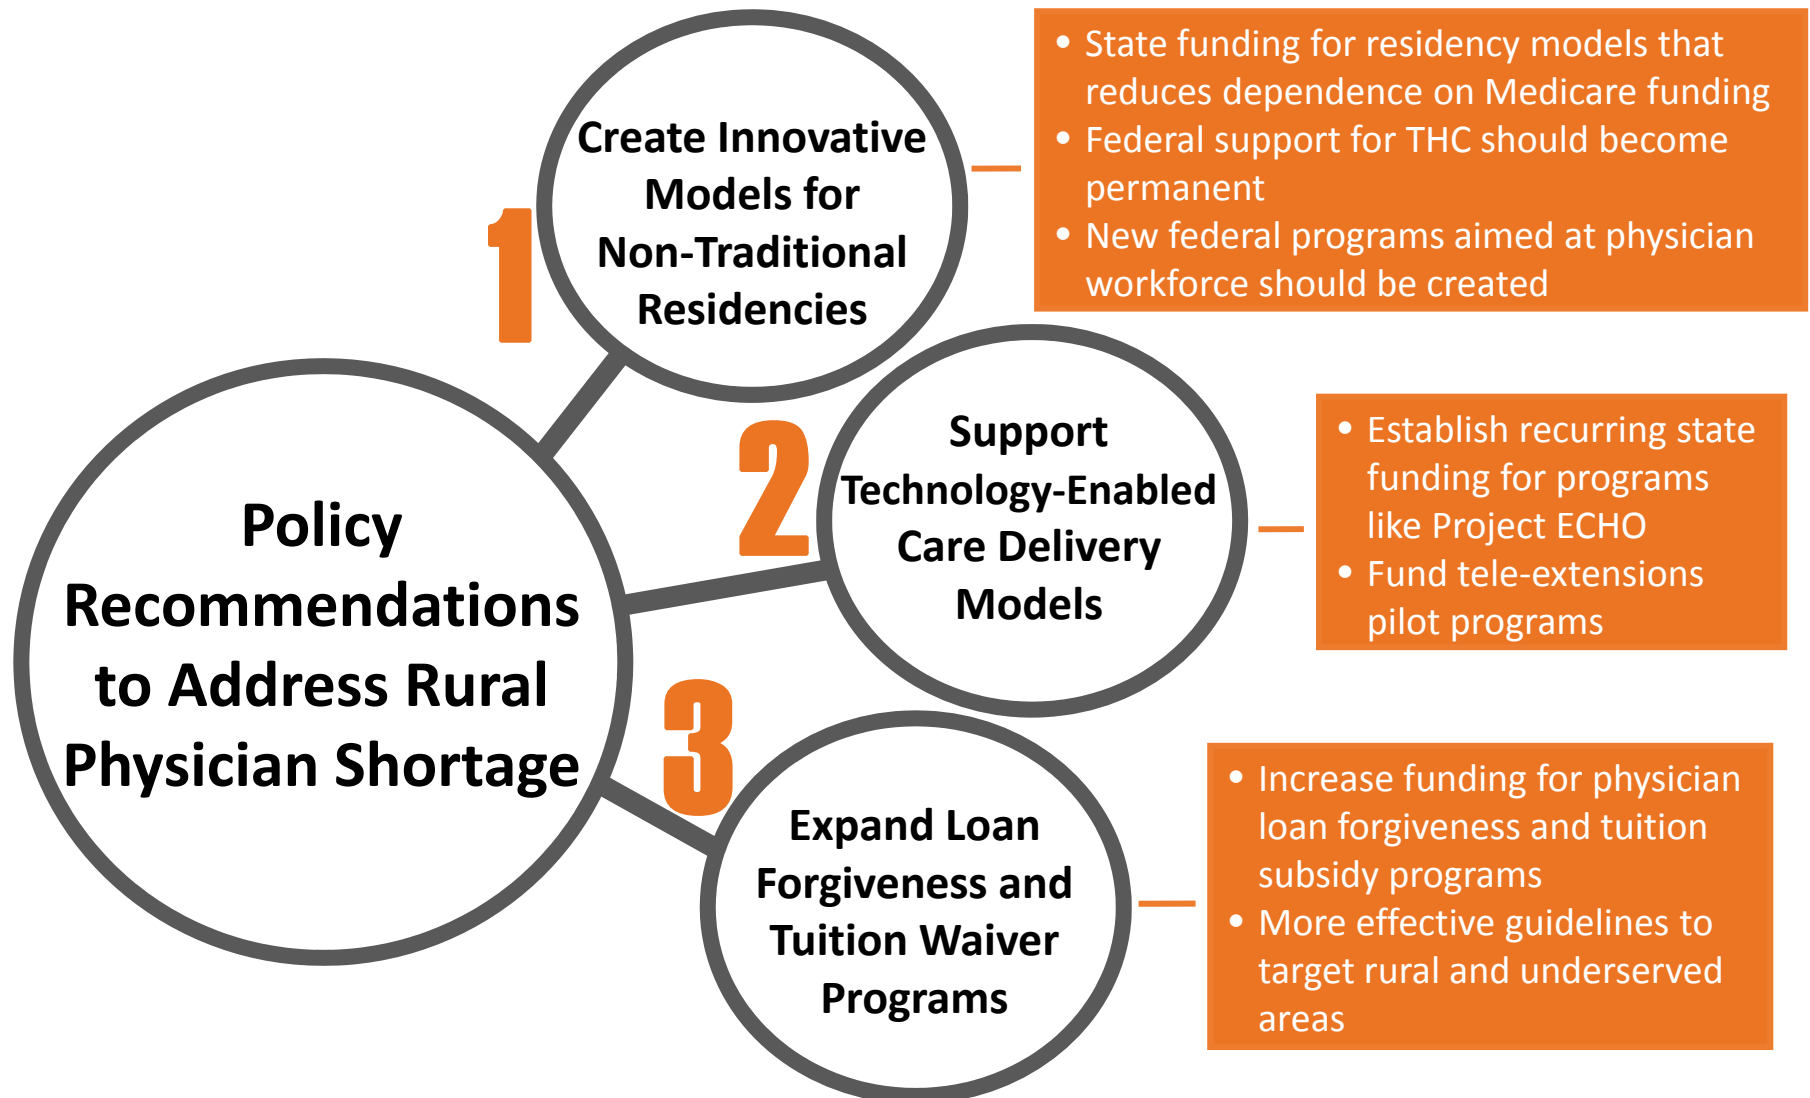 Policy
Recommendations
to Address Rural
Physician Shortage
1
Create Innovative
Models for
Non-Traditional
Residencies
• State funding for residency models that
reduces dependence on Medicare funding
• Federal support for THC should become
permanent
• New federal programs aimed at physician
workforce should be created
2
Support
Technology-Enabled
Care Delivery
Models
• Establish recurring state
funding for programs
like Project ECHO
• Fund tele-extensions
pilot programs
3
Expand Loan
Forgiveness and
Tuition Waiver
Programs
• Increase funding for physician
loan forgiveness and tuition
subsidy programs
• More effective guidelines to
target rural and underserved
areas